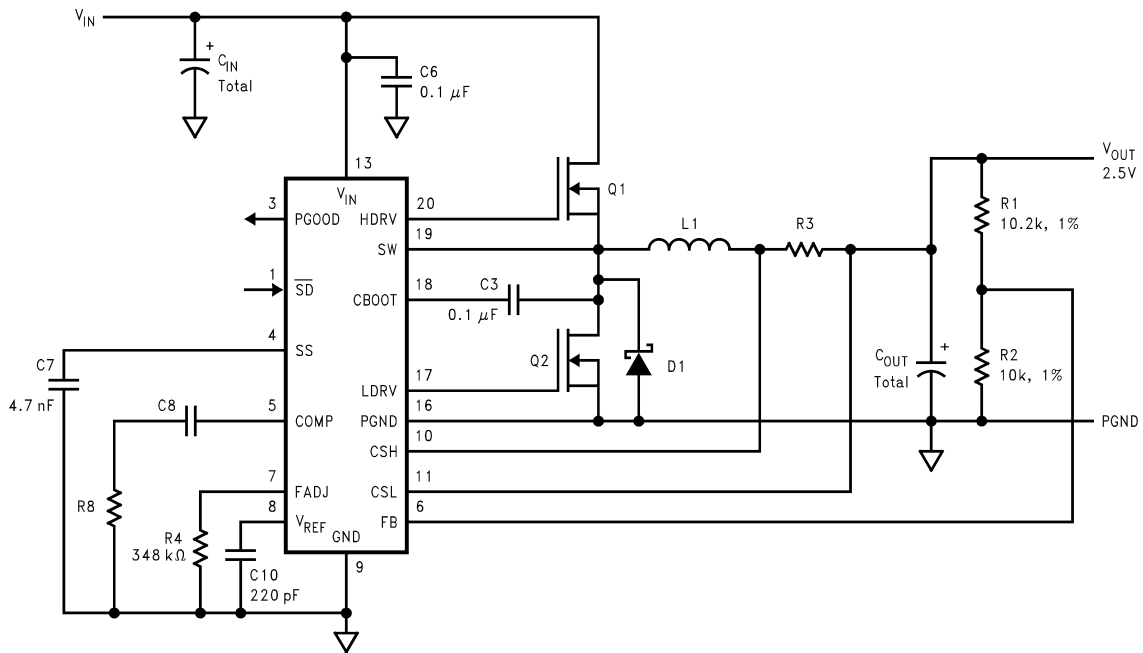 V_IN
+
C_IN
Total
C6
0.1 μF
13
V_IN
3
PGOOD
HDRV
20
Q1
SW
19
L1
R3
V_OUT
2.5V
R1
10.2k, 1%
1
S̅D̅
CBOOT
18
C3
0.1 μF
4
SS
Q2
D1
C_OUT
Total
+
R2
10k, 1%
C7
4.7 nF
LDRV
17
C8
5
COMP
PGND
16
PGND
CSH
10
R8
7
FADJ
CSL
11
8
V_REF
FB
6
R4
348 kΩ
GND
9
C10
220 pF